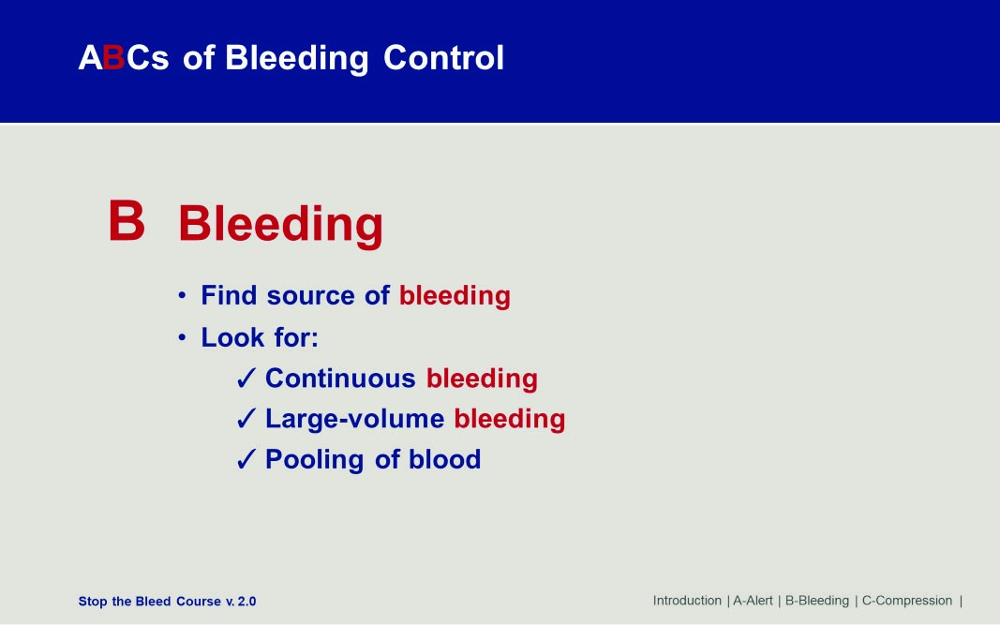 ABCs of Bleeding Control
B Bleeding
• Find source of bleeding
• Look for:
✓ Continuous bleeding
✓ Large-volume bleeding
✓ Pooling of blood
Stop the Bleed Course v. 2.0
Introduction | A-Alert | B-Bleeding | C-Compression |